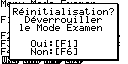 Réinitialisation?
Déverrouiller
le Mode Examen
Oui:[F1]
Non:[F6]